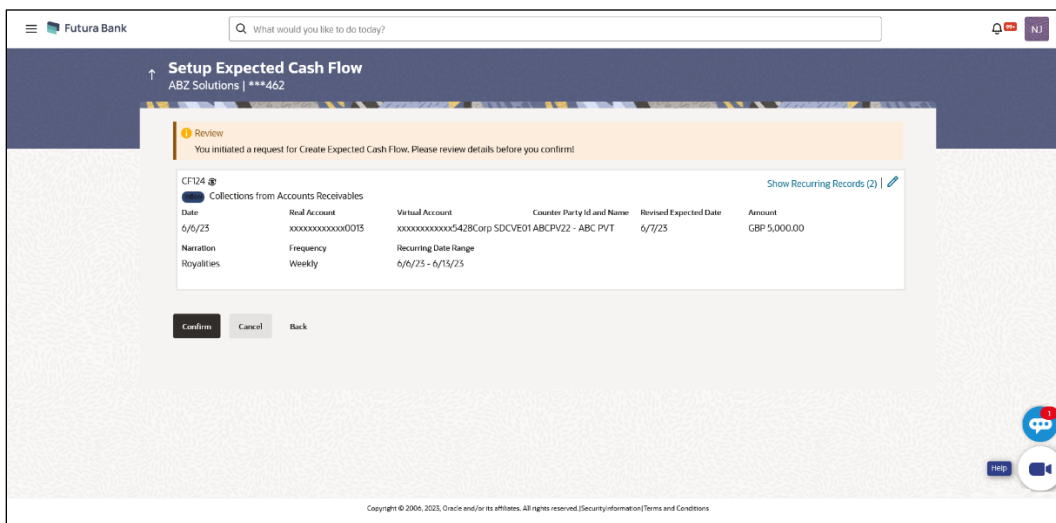 Futura Bank
What would you like to do today?
99+
NJ
Setup Expected Cash Flow
ABZ Solutions | ***462
Review
You initiated a request for Create Expected Cash Flow. Please review details before you confirm!
CF124
Show Recurring Records (2)
Collections from Accounts Receivables
Date Real Account Virtual Account Counter Party Id and Name Revised Expected Date Amount
6/6/23 xxxxxxxxxxxx0013 xxxxxxxxxxxx5428Corp SDCVE01 ABCPV22 - ABC PVT 6/7/23 GBP 5,000.00
Narration Frequency Recurring Date Range
Royalities Weekly 6/6/23 - 6/13/23
Confirm Cancel Back
1
Help
Copyright © 2006, 2023, Oracle and/or its affiliates. All rights reserved.|SecurityInformation|Terms and Conditions